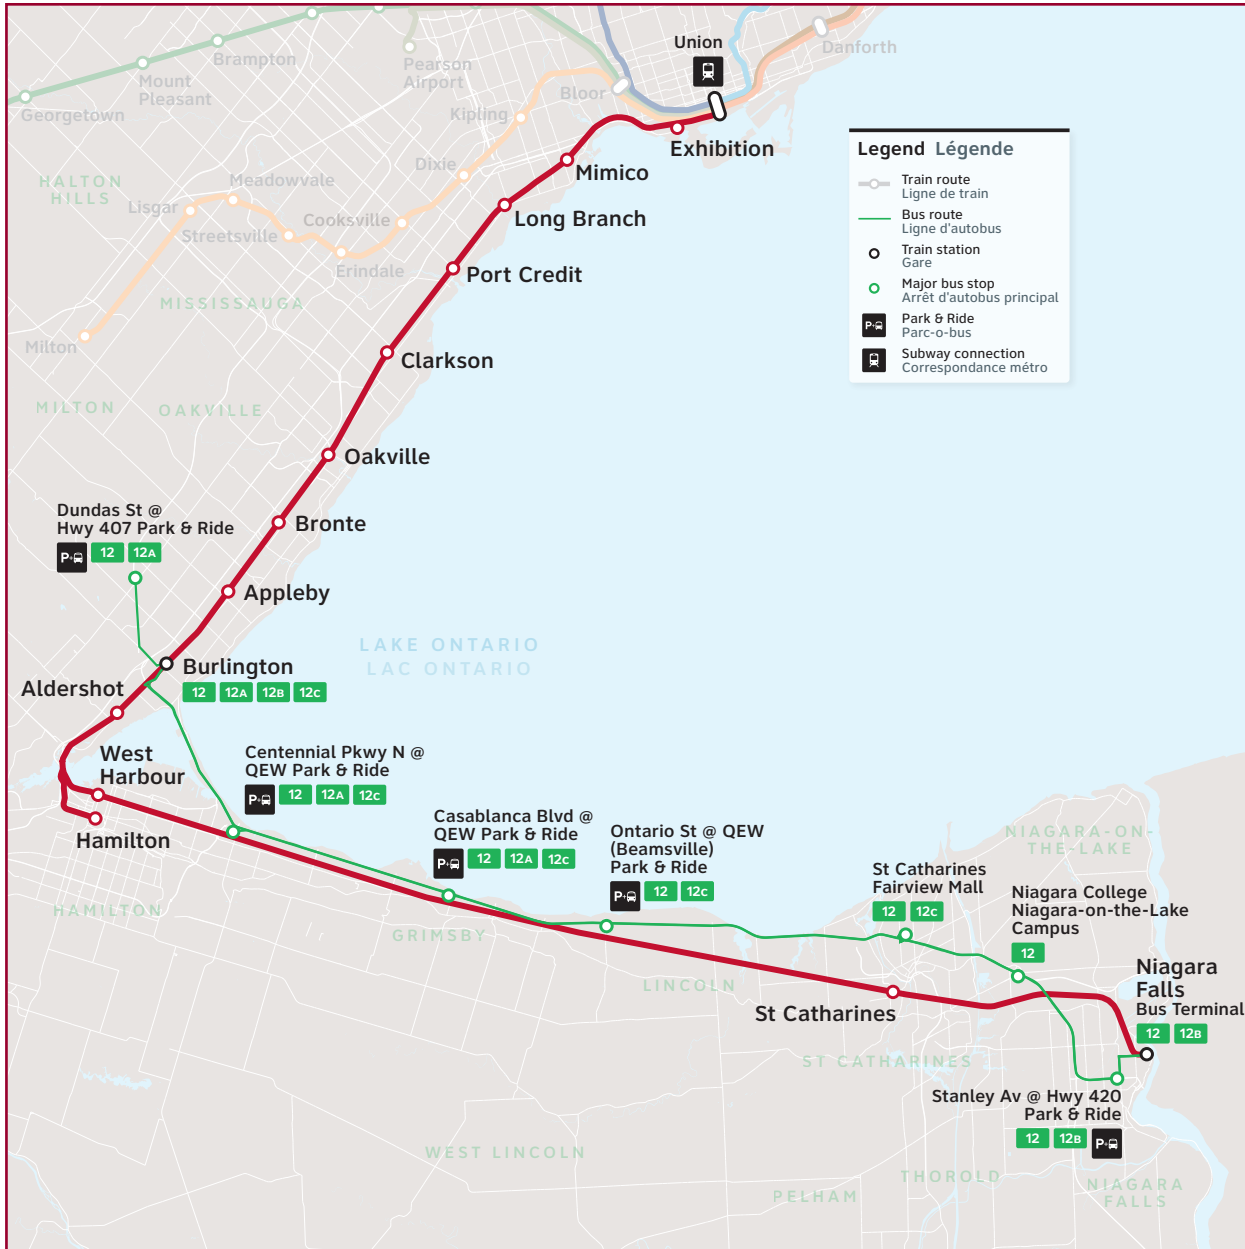 Union
Danforth
Brampton
Pearson
Airport
Mount
Pleasant
Bloor
Georgetown
Kipling
Exhibition
Legend Légende
Train route
Ligne de train
Bus route
Ligne d'autobus
Train station
Gare
Major bus stop
Arrêt d'autobus principal
P+ Park & Ride
Parc-o-bus
Subway connection
Correspondance métro
Dixie
Mimico
HALTON
HILLS
Meadowvale
Lisgar
Cooksville
Long Branch
Streetsville
Erindale
Port Credit
MISSISSAUGA
Milton
Clarkson
MILTON
OAKVILLE
Oakville
Dundas St @
Hwy 407 Park & Ride
P+ 12 12A
Bronte
Appleby
LAKE ONTARIO
LAC ONTARIO
Burlington
12 12A 12B 12C
Aldershot
West
Harbour
Centennial Pkwy N @
QEW Park & Ride
P+ 12 12A 12C
Hamilton
Casablanca Blvd @
QEW Park & Ride
P+ 12 12A 12C
Ontario St @ QEW
(Beamsville)
Park & Ride
P+ 12 12C
NIAGARA-ON-
THE-LAKE
St Catharines
Fairview Mall
12 12C
Niagara College
Niagara-on-the-Lake
Campus
12
HAMILTON
GRIMSBY
LINCOLN
Niagara
Falls
Bus Terminal
12 12B
St Catharines
ST CATHARINES
Stanley Av @ Hwy 420
Park & Ride
12 12B P+
WEST LINCOLN
THOROLD
PELHAM
NIAGARA
FALLS